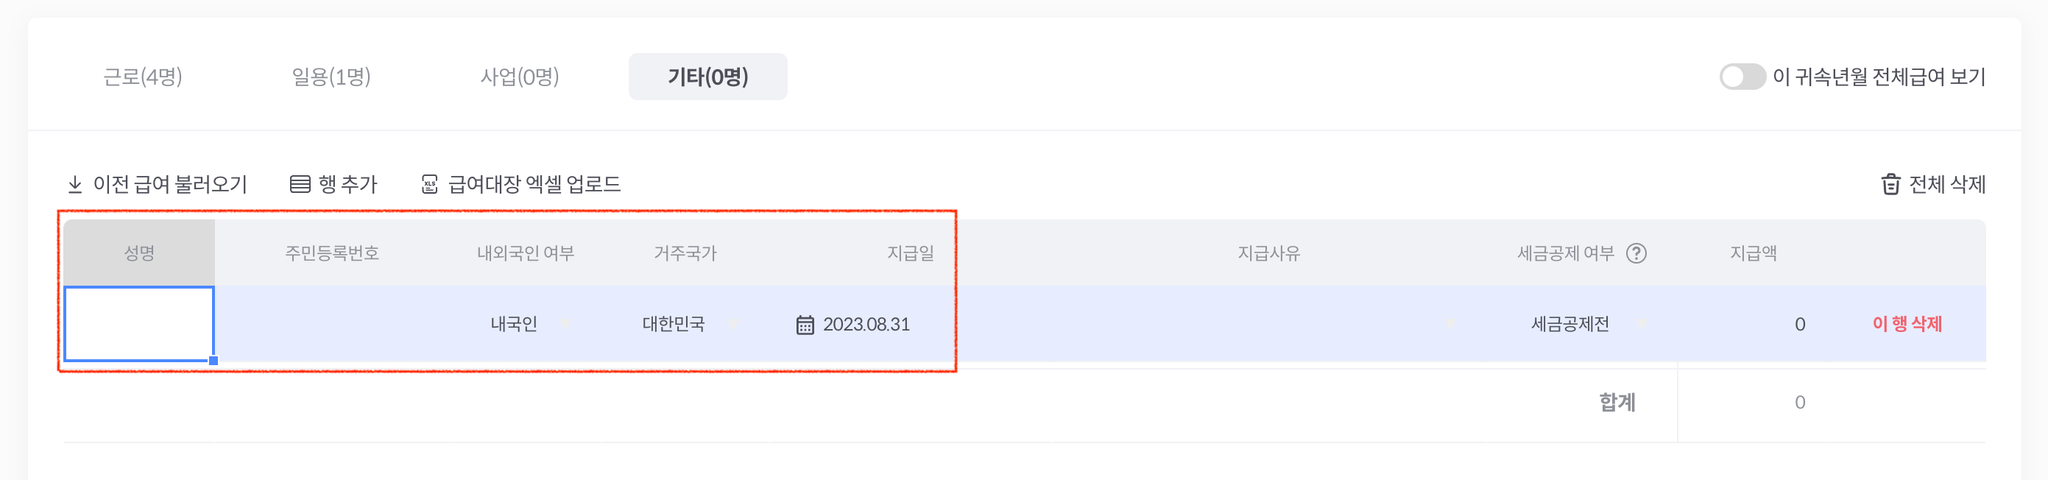 근로(4명) 일용(1명) 사업(0명) 기타(0명) 이 귀속년월 전체급여 보기
이전 급여 불러오기 행 추가 XLS 급여대장 엑셀 업로드 전체 삭제
성명 주민등록번호 내외국인 여부 거주국가 지급일 지급사유 세금공제 여부 ? 지급액
내국인 대한민국 2023.08.31 세금공제전 0 이 행 삭제
합계 0